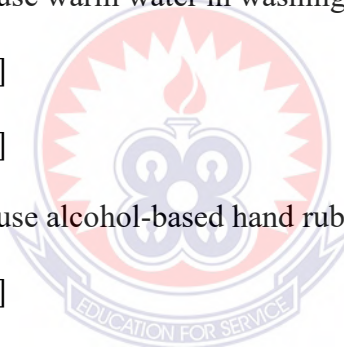 use warm water in washing
]
]
use alcohol-based hand rub
]
EDUCATION FOR SERVICE